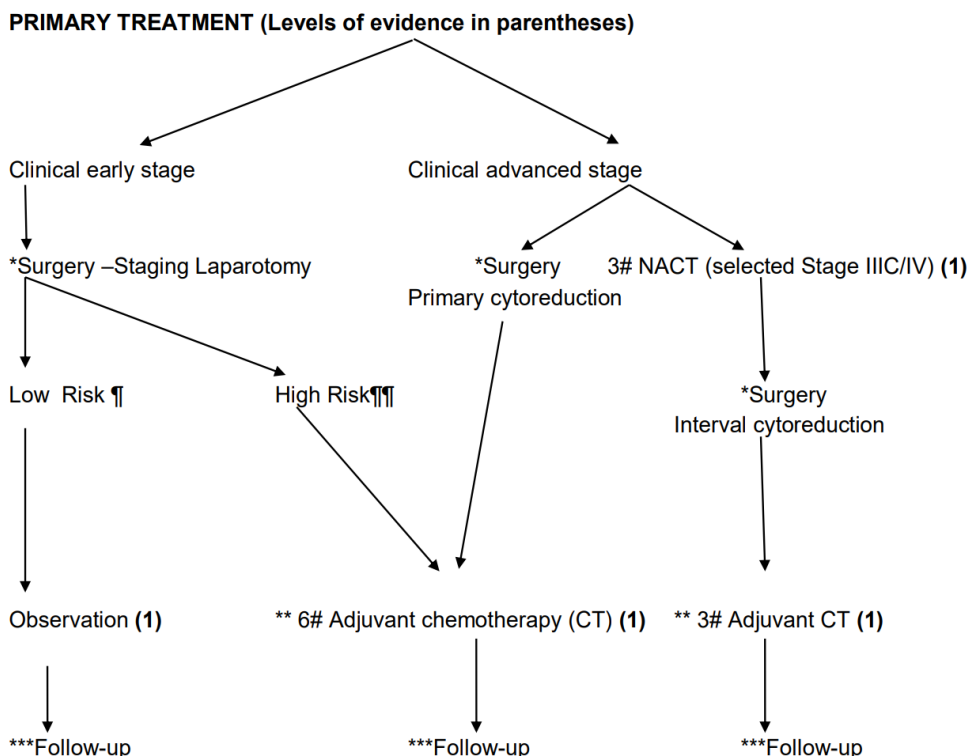 PRIMARY TREATMENT (Levels of evidence in parentheses)
Clinical early stage
Clinical advanced stage
*Surgery –Staging Laparotomy
*Surgery
Primary cytoreduction
3# NACT (selected Stage IIIC/IV) (1)
Low Risk ¶
High Risk¶¶
*Surgery
Interval cytoreduction
Observation (1)
** 6# Adjuvant chemotherapy (CT) (1)
** 3# Adjuvant CT (1)
***Follow-up
***Follow-up
***Follow-up